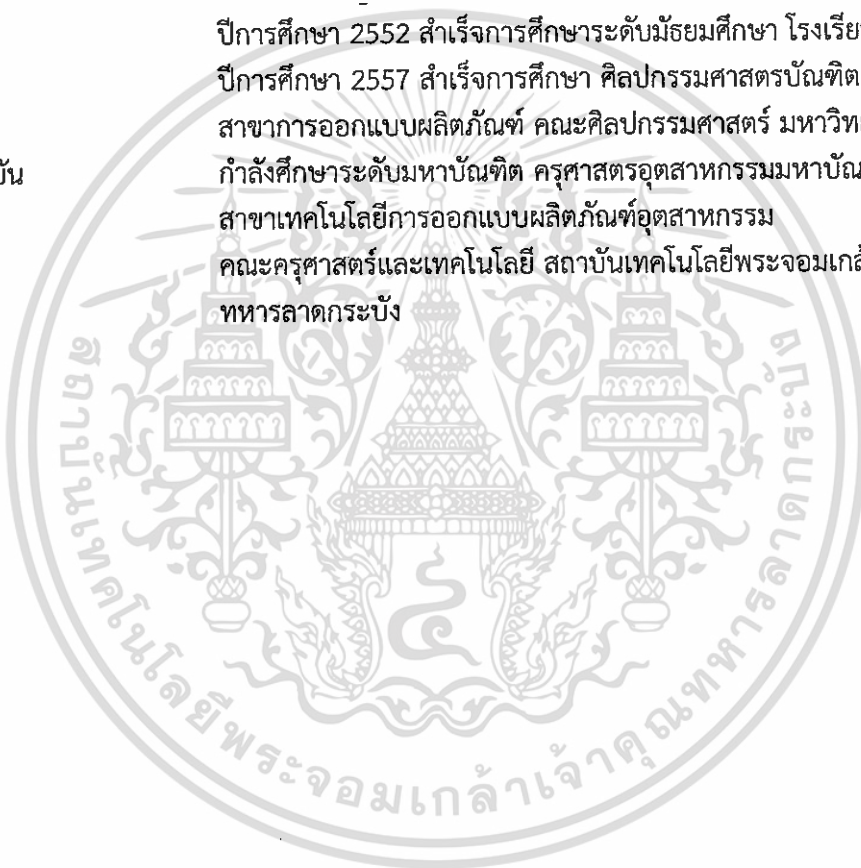 ปีการศึกษา 2552 สำเร็จการศึกษาระดับมัธยมศึกษา
ปีการศึกษา 2557 สำเร็จการศึกษา ศิลปกรรมศาสตรบัณฑิต
สาขาการออกแบบผลิตภัณฑ์ คณะศิลปกรรมศาสตร์
กำลังศึกษาระดับมหาบัณฑิต ครุศาสตรอุตสาหกรรมมหาบัณ
สาขาเทคโนโลยีการออกแบบผลิตภัณฑ์อุตสาหกรรม
คณะครุศาสตร์และเทคโนโลยี สถาบันเทคโนโลยีพระจอมเกล้
ทหารลาดกระบัง
สถาบันเทคโนโลยีพระจอมเกล้าเจ้าคุณทหารลาดกระบัง